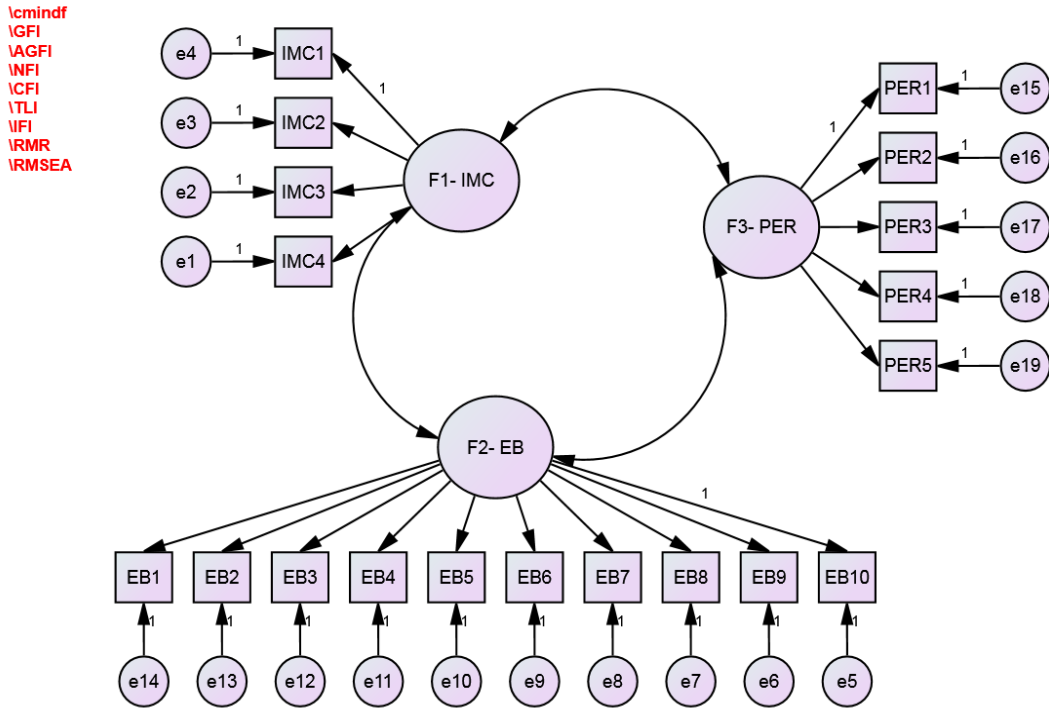 \cmindf
\GFI
\AGFI
\NFI
\CFI
\TLI
\IFI
\RMR
\RMSEA
e4 1 IMC1
e3 1 IMC2
e2 1 IMC3
e1 1 IMC4
1
F1- IMC
F3- PER
1
PER1 1 e15
PER2 1 e16
PER3 1 e17
PER4 1 e18
PER5 1 e19
F2- EB
1
EB1 EB2 EB3 EB4 EB5 EB6 EB7 EB8 EB9 EB10
1 1 1 1 1 1 1 1 1 1
e14 e13 e12 e11 e10 e9 e8 e7 e6 e5